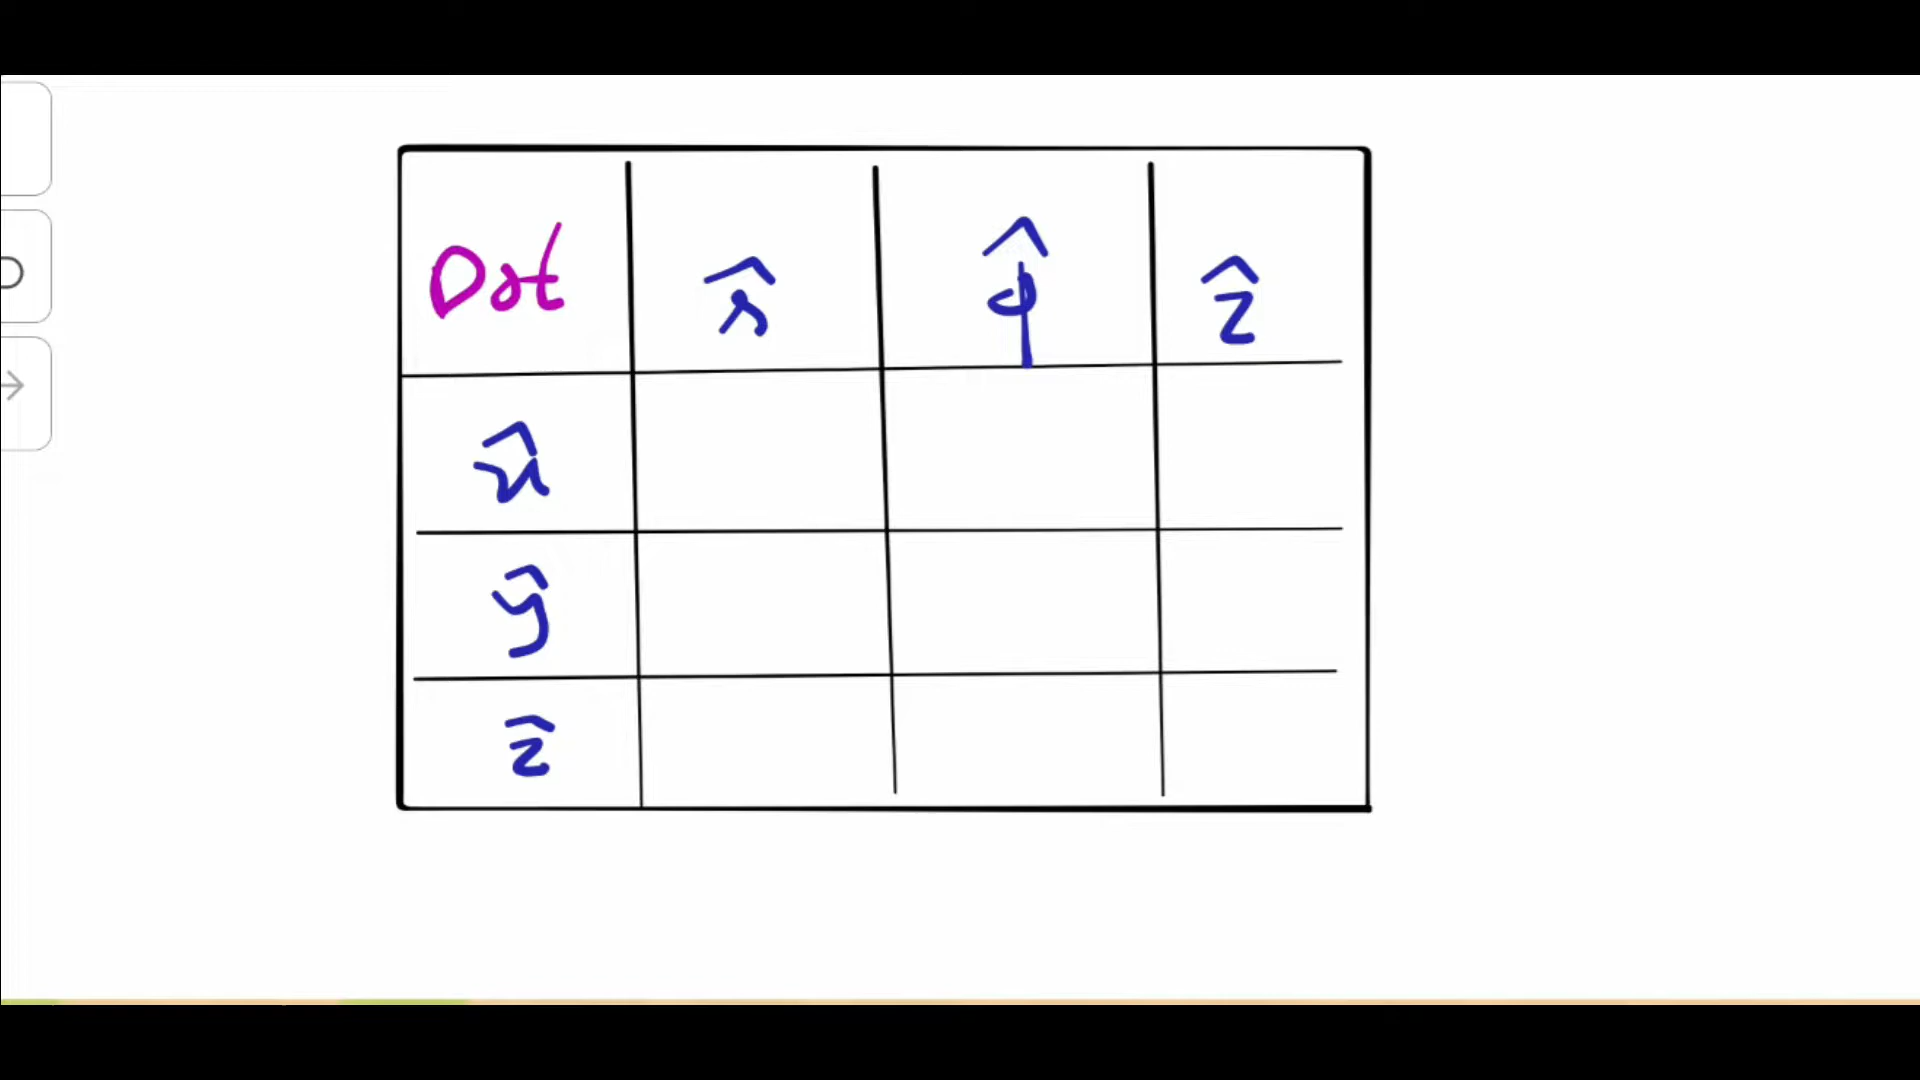 Dot r̂ φ̂ ẑ
x̂
ŷ
ẑ